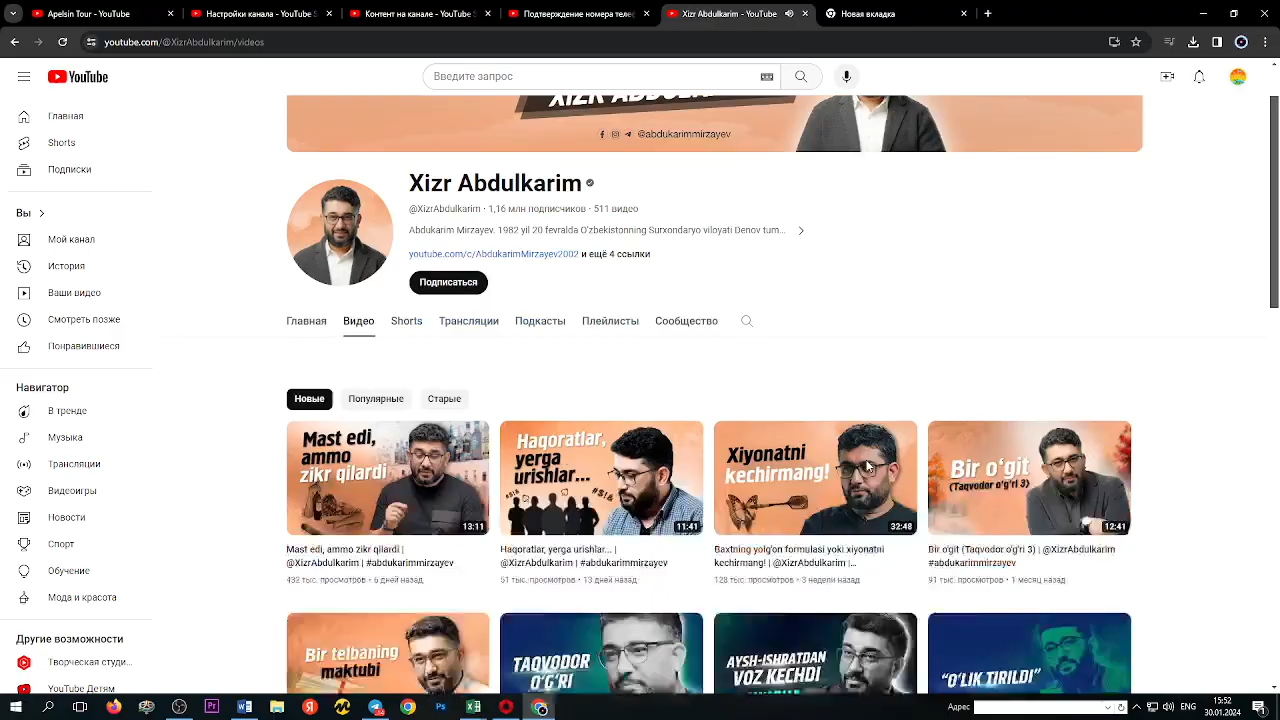 Apelsin Tour - YouTube
Настройки канала - YouTube S
Контент на канале - YouTube S
Подтверждение номера теле
Xizr Abdulkarim - YouTube
Новая вкладка
youtube.com/@XizrAbdulkarim/videos
YouTube
Введите запрос
Главная
Shorts
Подписки
Вы
Мой канал
История
Ваши видео
Смотреть позже
Понравившиеся
Навигатор
В тренде
Музыка
Трансляции
Видеоигры
Новости
Спорт
Обучение
Мода и красота
Другие возможности
Творческая студи...
YouTube Детям
@abdukarimmirzayev
Xizr Abdulkarim
@XizrAbdulkarim · 1,16 млн подписчиков · 511 видео
Abdukarim Mirzayev. 1982 yil 20 fevralda O'zbekistonning Surxondaryo viloyati Denov tum...
youtube.com/c/AbdukarimMirzayev2002 и ещё 4 ссылки
Подписаться
Главная Видео Shorts Трансляции Подкасты Плейлисты Сообщество
Новые Популярные Старые
Mast edi,
ammo
zikr qilardi
13:11
Haqoratlar,
yerga
urishlar...
#$!&
#$!
11:41
Xiyonatni
kechirmang!
32:48
Bir o'git
(Taqvodor o'g'ri 3)
12:41
Mast edi, ammo zikr qilardi |
@XizrAbdulkarim | #abdukarimmirzayev
432 тыс. просмотров · 6 дней назад
Haqoratlar, yerga urishlar... |
@XizrAbdulkarim | #abdukarimmirzayev
51 тыс. просмотров · 13 дней назад
Baxtning yolg'on formulasi yoki xiyonatni
kechirmang! | @XizrAbdulkarim |...
128 тыс. просмотров · 3 недели назад
Bir o'git (Taqvodor o'g'ri 3) | @XizrAbdulkarim
#abdukarimmirzayev
91 тыс. просмотров · 1 месяц назад
Bir telbaning
maktubi
TAQVODOR
O'G'RI
AYSH-ISHRATDAN
VOZ KECHDI
"O'LIK TIRILDI"
Адрес
ENG
15:52
30.01.2024